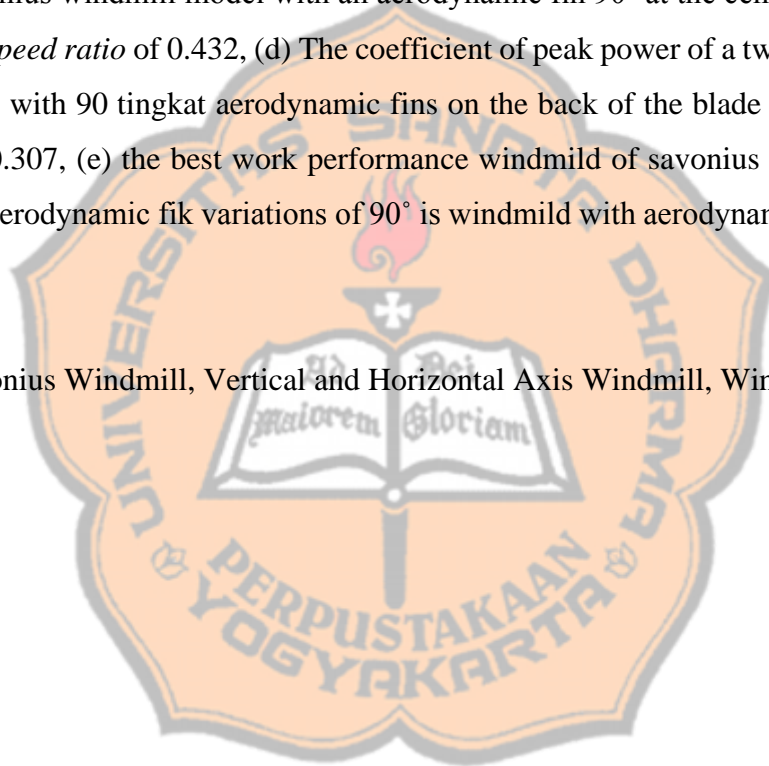 nius windmill model with an aerodynamic fin 90˚ at the
peed ratio of 0.432, (d) The coefficient of peak power of a tw
with 90 tingkat aerodynamic fins on the back of the blade
0.307, (e) the best work performance windmild of savonius
erodynamic fik variations of 90˚ is windmild with aerodynam
onius Windmill, Vertical and Horizontal Axis Windmill, Win
UNIVERSITAS SANATA DHARMA
Ad Dei
Maiorem Gloriam
PERPUSTAKAAN
YOGYAKARTA